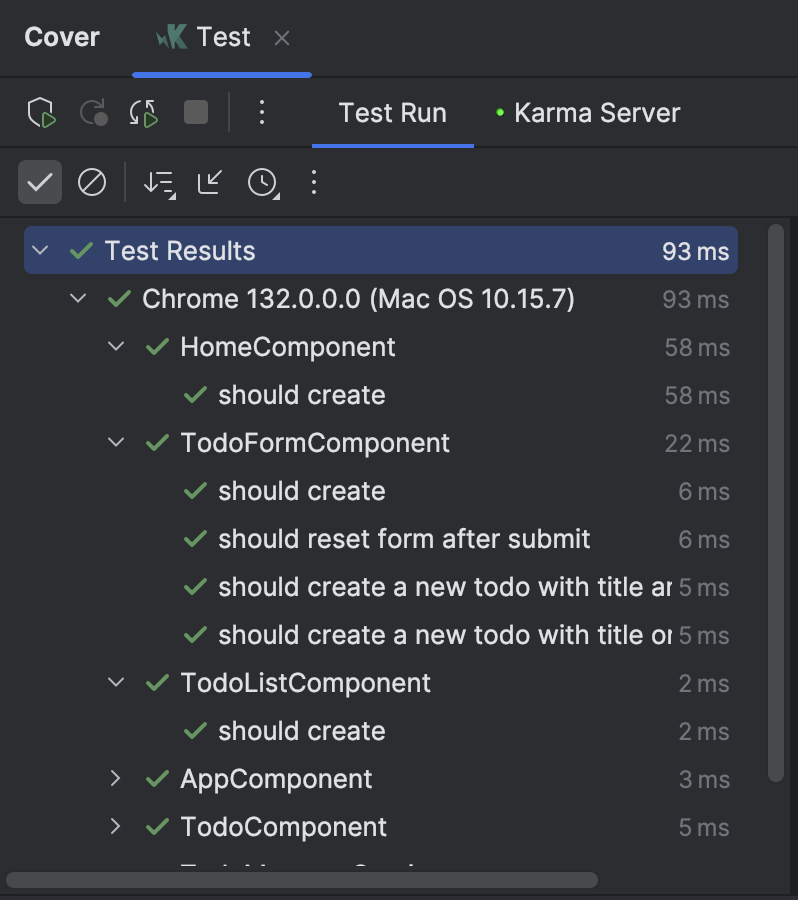 Cover Test
Test Run Karma Server
Test Results 93 ms
Chrome 132.0.0.0 (Mac OS 10.15.7) 93 ms
HomeComponent 58 ms
should create 58 ms
TodoFormComponent 22 ms
should create 6 ms
should reset form after submit 6 ms
should create a new todo with title 5 ms
should create a new todo with title 5 ms
TodoListComponent 2 ms
should create 2 ms
AppComponent 3 ms
TodoComponent 5 ms